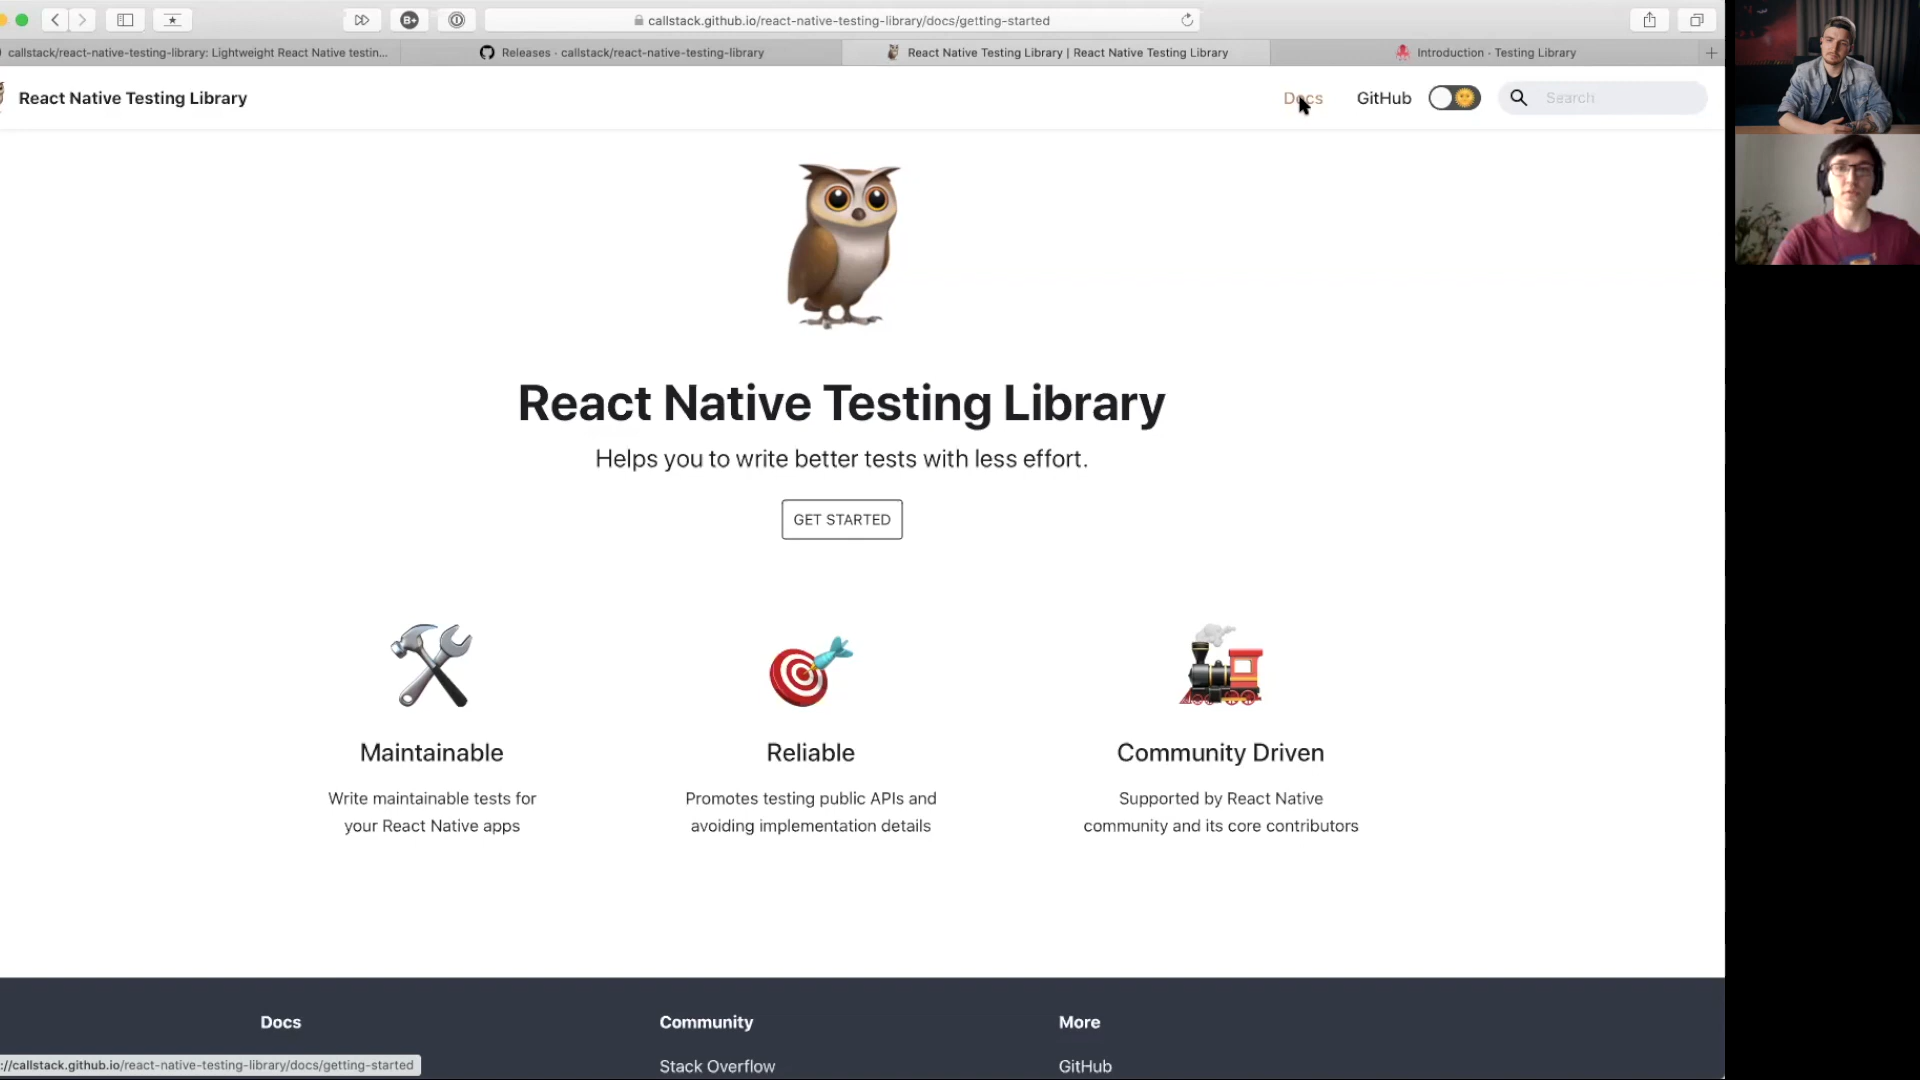 callstack.github.io/react-native-testing-library/docs/getting-started
callstack/react-native-testing-library: Lightweight React Native testin...
Releases · callstack/react-native-testing-library
React Native Testing Library | React Native Testing Library
Introduction · Testing Library
React Native Testing Library
Docs
GitHub
Search
React Native Testing Library
Helps you to write better tests with less effort.
GET STARTED
Maintainable
Write maintainable tests for
your React Native apps
Reliable
Promotes testing public APIs and
avoiding implementation details
Community Driven
Supported by React Native
community and its core contributors
Docs
Community
More
Stack Overflow
GitHub
://callstack.github.io/react-native-testing-library/docs/getting-started